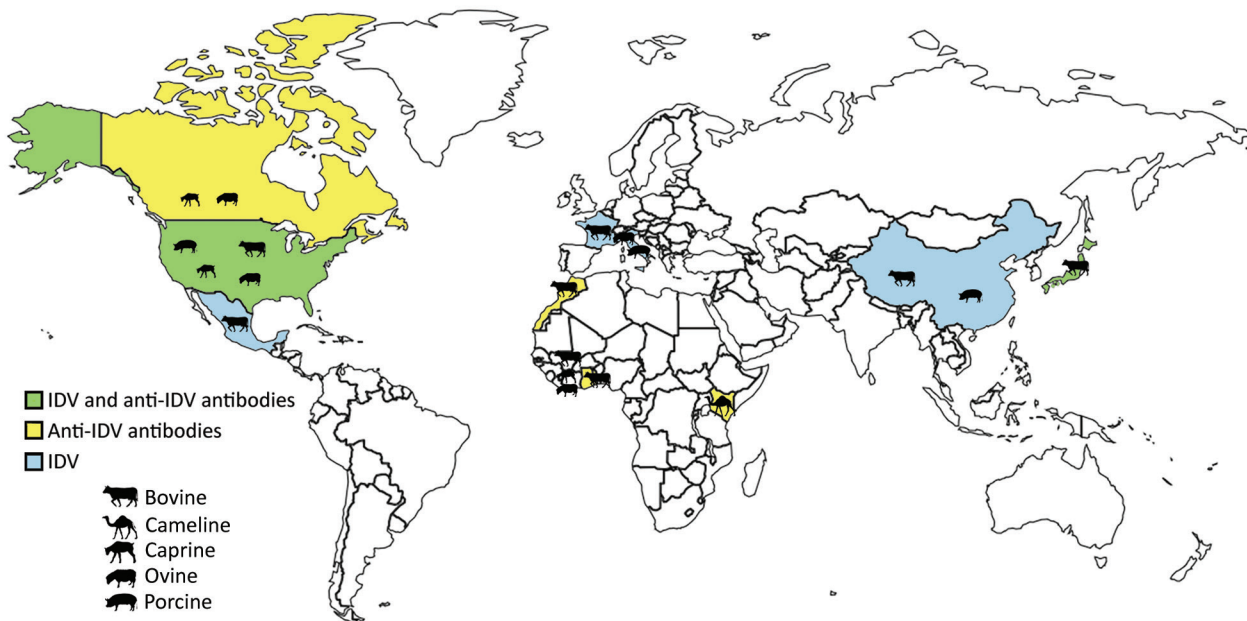 IDV and anti-IDV antibodies
Anti-IDV antibodies
IDV
Bovine
Cameline
Caprine
Ovine
Porcine